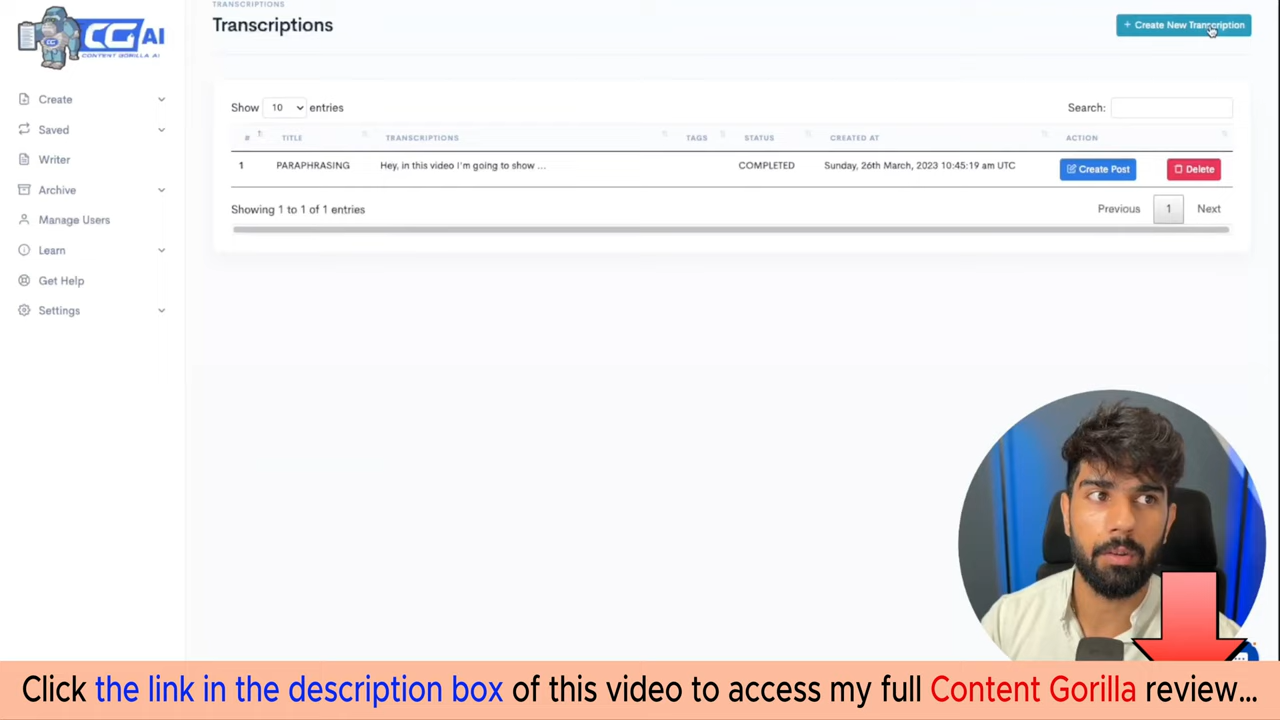 TRANSCRIPTIONS
Transcriptions
+ Create New Transcription
CG AI
CONTENT GORILLA AI
Create
Saved
Writer
Archive
Manage Users
Learn
Get Help
Settings
Show 10 entries
Search:
# TITLE TRANSCRIPTIONS TAGS STATUS CREATED AT ACTION
1 PARAPHRASING Hey, in this video I'm going to show ... COMPLETED Sunday, 26th March, 2023 10:45:19 am UTC Create Post Delete
Showing 1 to 1 of 1 entries
Previous 1 Next
Click the link in the description box of this video to access my full Content Gorilla review...